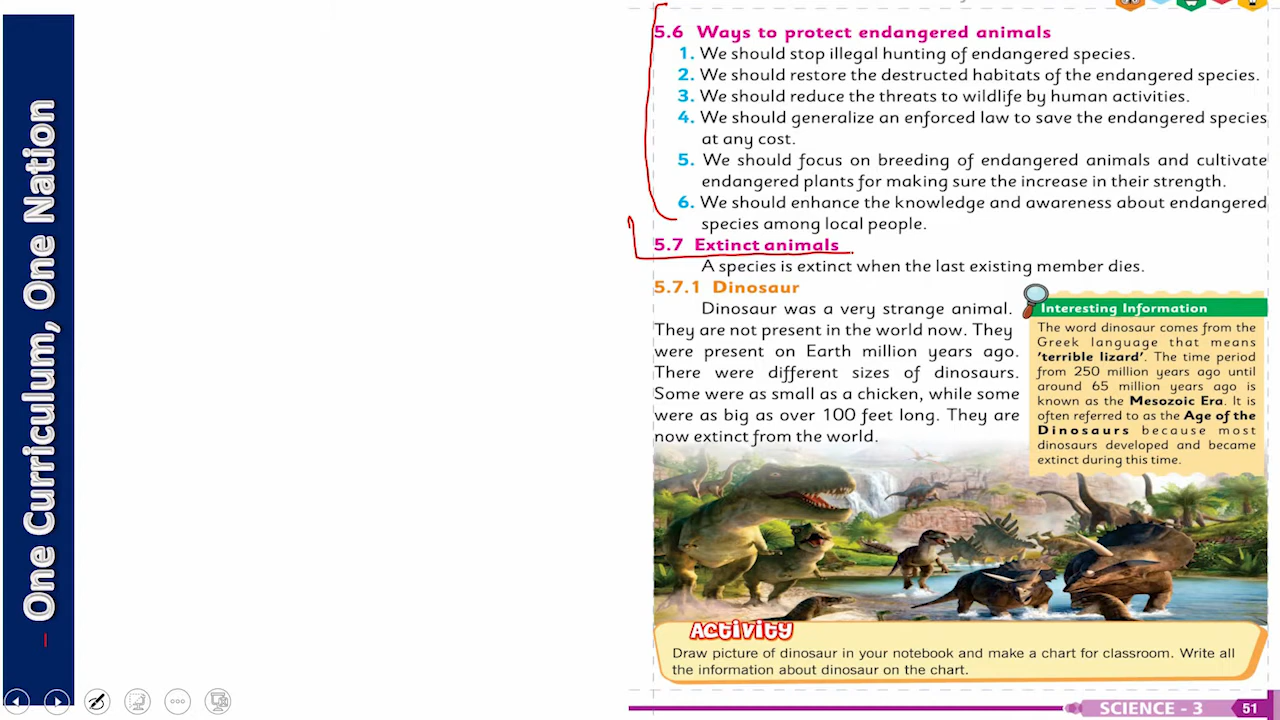 One Curriculum, One Nation
5.6 Ways to protect endangered animals
1. We should stop illegal hunting of endangered species.
2. We should restore the destructed habitats of the endangered species.
3. We should reduce the threats to wildlife by human activities.
4. We should generalize an enforced law to save the endangered species
at any cost.
5. We should focus on breeding of endangered animals and cultivate
endangered plants for making sure the increase in their strength.
6. We should enhance the knowledge and awareness about endangered
species among local people.
5.7 Extinct animals
A species is extinct when the last existing member dies.
5.7.1 Dinosaur
Dinosaur was a very strange animal.
They are not present in the world now. They
were present on Earth million years ago.
There were different sizes of dinosaurs.
Some were as small as a chicken, while some
were as big as over 100 feet long. They are
now extinct from the world.
Interesting Information
The word dinosaur comes from the
Greek language that means
'terrible lizard'. The time period
from 250 million years ago until
around 65 million years ago is
known as the Mesozoic Era. It is
often referred to as the Age of the
Dinosaurs because most
dinosaurs developed and became
extinct during this time.
Activity
Draw picture of dinosaur in your notebook and make a chart for classroom. Write all
the information about dinosaur on the chart.
SCIENCE - 3 51